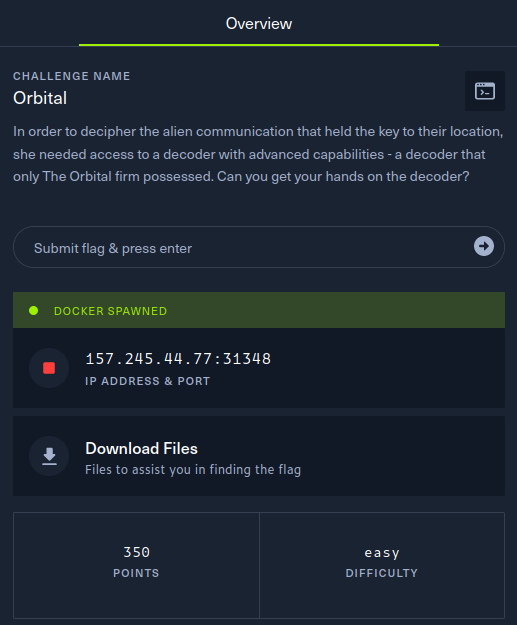 Overview
CHALLENGE NAME
Orbital
In order to decipher the alien communication that held the key to their location,
she needed access to a decoder with advanced capabilities - a decoder that
only The Orbital firm possessed. Can you get your hands on the decoder?
Submit flag & press enter
DOCKER SPAWNED
157.245.44.77:31348
IP ADDRESS & PORT
Download Files
Files to assist you in finding the flag
350
POINTS
easy
DIFFICULTY